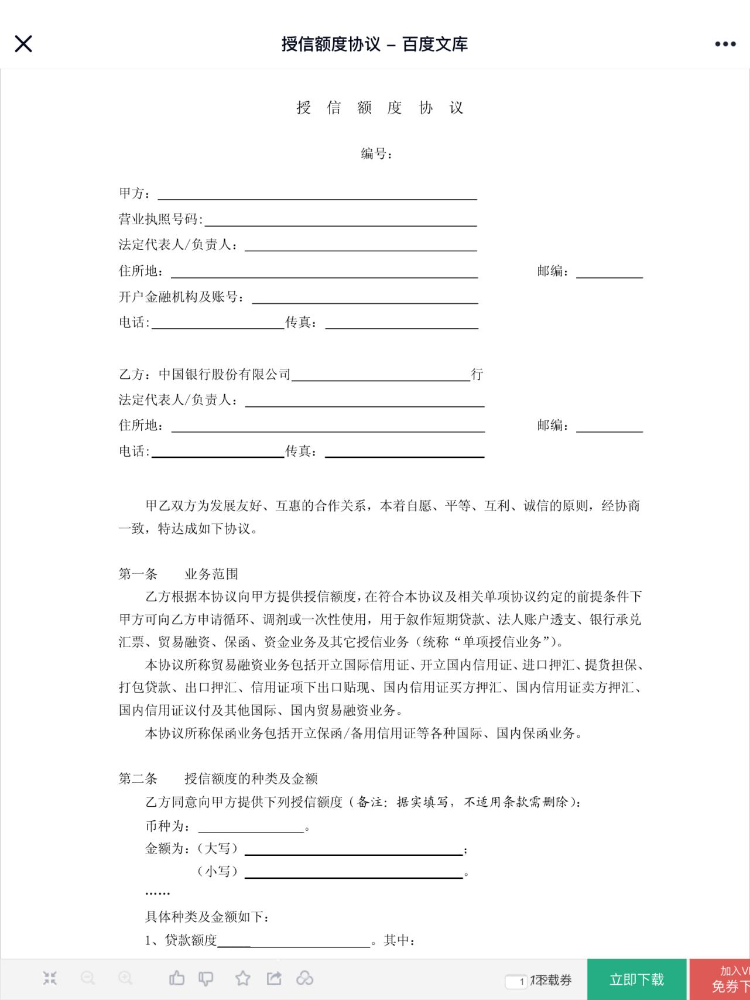 授信额度协议 – 百度文库
授 信 额 度 协 议
编号：
甲方：
营业执照号码:
法定代表人/负责人：
住所地： 邮编：
开户金融机构及账号：
电话: 传真：
乙方：中国银行股份有限公司 行
法定代表人/负责人：
住所地： 邮编：
电话: 传真：
甲乙双方为发展友好、互惠的合作关系，本着自愿、平等、互利、诚信的原则，经协商
一致，特达成如下协议。
第一条 业务范围
乙方根据本协议向甲方提供授信额度，在符合本协议及相关单项协议约定的前提条件下
甲方可向乙方申请循环、调剂或一次性使用，用于叙作短期贷款、法人账户透支、银行承兑
汇票、贸易融资、保函、资金业务及其它授信业务（统称“单项授信业务”）。
本协议所称贸易融资业务包括开立国际信用证、开立国内信用证、进口押汇、提货担保、
打包贷款、出口押汇、信用证项下出口贴现、国内信用证买方押汇、国内信用证卖方押汇、
国内信用证议付及其他国际、国内贸易融资业务。
本协议所称保函业务包括开立保函/备用信用证等各种国际、国内保函业务。
第二条 授信额度的种类及金额
乙方同意向甲方提供下列授信额度（备注：据实填写，不适用条款需删除）：
币种为： 。
金额为：（大写） ；
（小写） 。
……
具体种类及金额如下：
1、贷款额度 。其中：
1 下载券
立即下载
加入VI
免券下